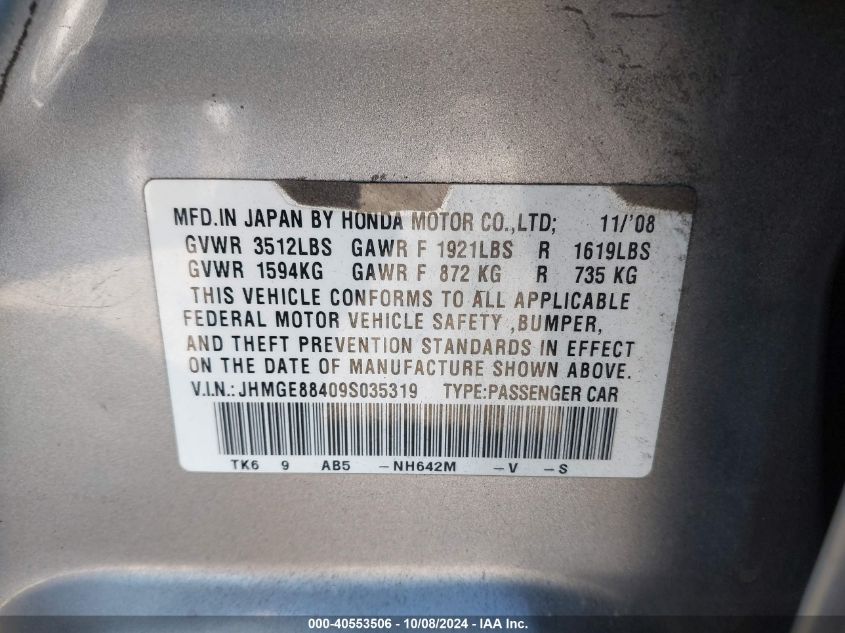 MFD.IN JAPAN BY HONDA MOTOR CO.,LTD; 11/'08
GVWR 3512LBS GAWR F 1921LBS R 1619LBS
GVWR 1594KG GAWR F 872 KG R 735 KG
THIS VEHICLE CONFORMS TO ALL APPLICABLE
FEDERAL MOTOR VEHICLE SAFETY ,BUMPER,
AND THEFT PREVENTION STANDARDS IN EFFECT
ON THE DATE OF MANUFACTURE SHOWN ABOVE.
V.I.N.:JHMGE88409S035319 TYPE:PASSENGER CAR
TK6 9 AB5 -NH642M -V -S
000-40553506 - 10/08/2024 - IAA Inc.